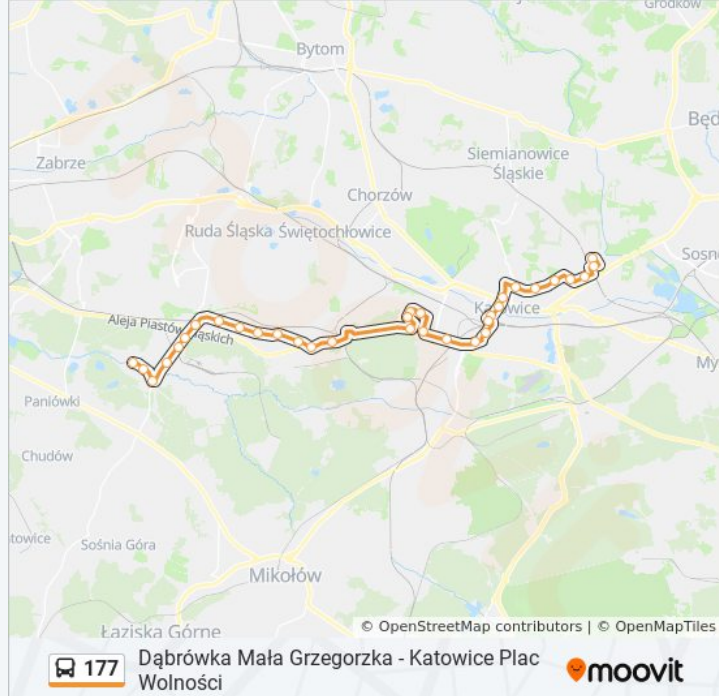 Gródków
Bytom
Będ
Zabrze
Siemianowice
Śląskie
Chorzów
Ruda Śląska
Świętochłowice
Sosno
Katowice
Aleja Piastów Śląskich
My
Paniówki
Chudów
towice
Sośnia Góra
Mikołów
Łaziska Górne
© OpenStreetMap contributors | © OpenMapTiles
177
Dąbrówka Mała Grzegorzka - Katowice Plac
Wolności
moovit